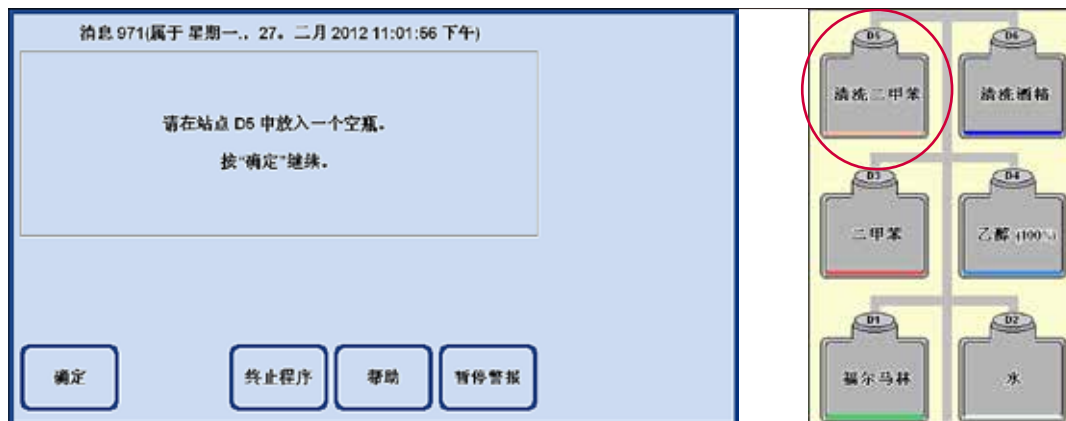 消息 971(属于 星期一., 27。二月 2012 11:01:56 下午)
请在站点 D5 中放入一个空瓶。
按“确定”继续。
确定
终止程序
帮助
暂停警报
D5
D6
清洗二甲苯
清洗酒精
D3
D4
二甲苯
乙醇 (100%)
D1
D2
福尔马林
水